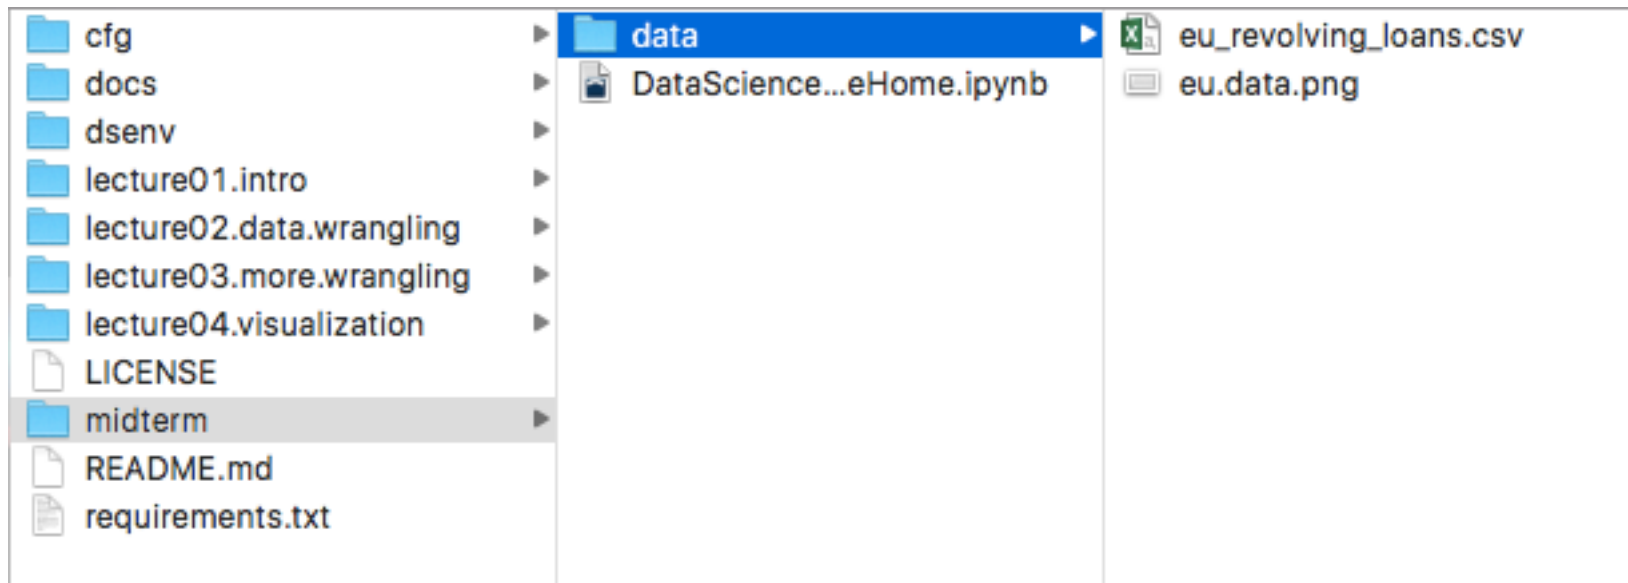 cfg
docs
dsenv
lecture01.intro
lecture02.data.wrangling
lecture03.more.wrangling
lecture04.visualization
LICENSE
midterm
README.md
requirements.txt
data
DataScience...eHome.ipynb
eu_revolving_loans.csv
eu.data.png